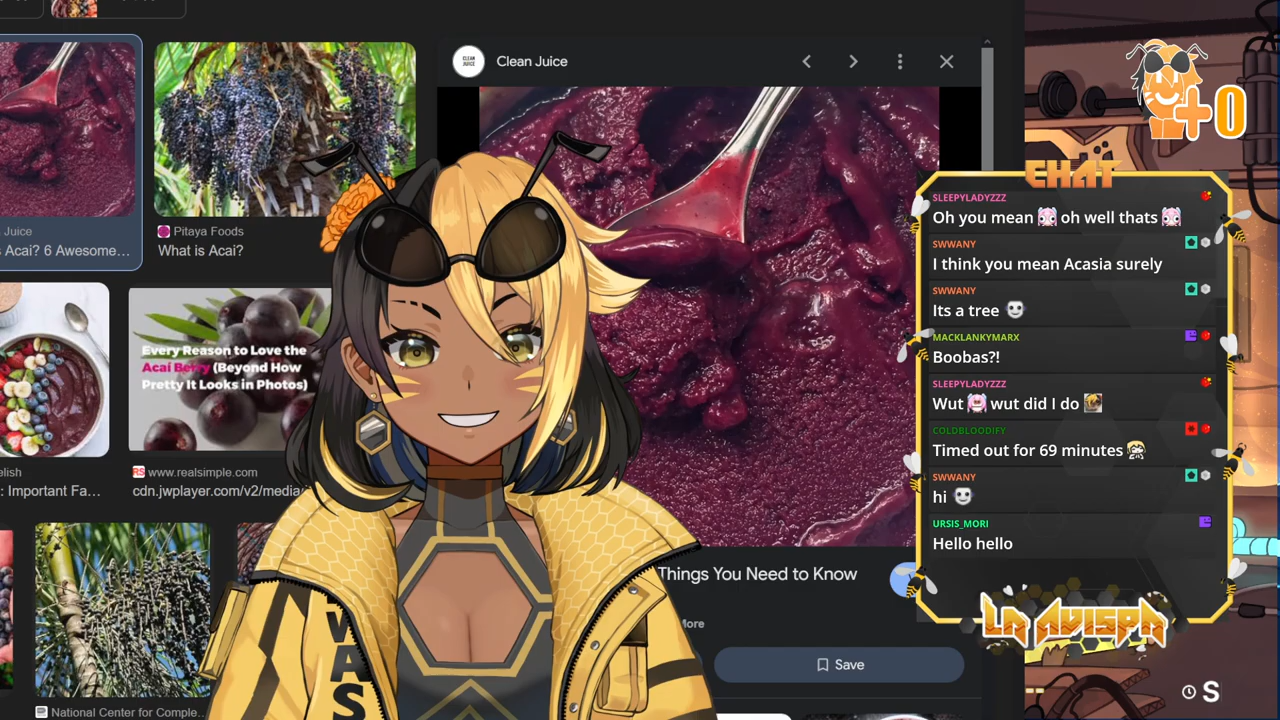 Clean Juice
CLEAN JUICE
Juice
s Acai? 6 Awesome...
Pitaya Foods
What is Acai?
Every Reason to Love the
Acai Berry (Beyond How
Pretty It Looks in Photos)
elish
: Important Fa...
RS www.realsimple.com
cdn.jwplayer.com/v2/media
National Center for Comple...
Things You Need to Know
More
Save
VAS
+0
CHAT
SLEEPYLADYZZZ
Oh you mean oh well thats
SWWANY
I think you mean Acasia surely
SWWANY
Its a tree
MACKLANKYMARX
Boobas?!
SLEEPYLADYZZZ
Wut wut did I do
COLDBLOODIFY
Timed out for 69 minutes
SWWANY
hi
URSIS_MORI
Hello hello
LA AVISPA
S